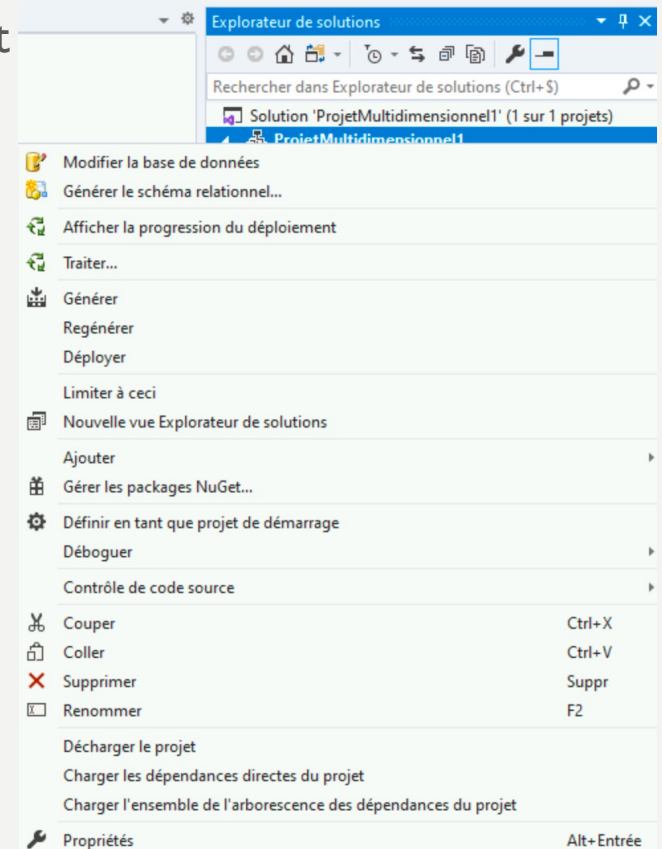 t
Explorateur de solutions
Rechercher dans Explorateur de solutions (Ctrl+$)
Solution 'ProjetMultidimensionnel1' (1 sur 1 projets)
ProjetMultidimensionnel1
Modifier la base de données
Générer le schéma relationnel...
Afficher la progression du déploiement
Traiter...
Générer
Regénérer
Déployer
Limiter à ceci
Nouvelle vue Explorateur de solutions
Ajouter
Gérer les packages NuGet...
Définir en tant que projet de démarrage
Déboguer
Contrôle de code source
Couper Ctrl+X
Coller Ctrl+V
Supprimer Suppr
Renommer F2
Décharger le projet
Charger les dépendances directes du projet
Charger l'ensemble de l'arborescence des dépendances du projet
Propriétés Alt+Entrée